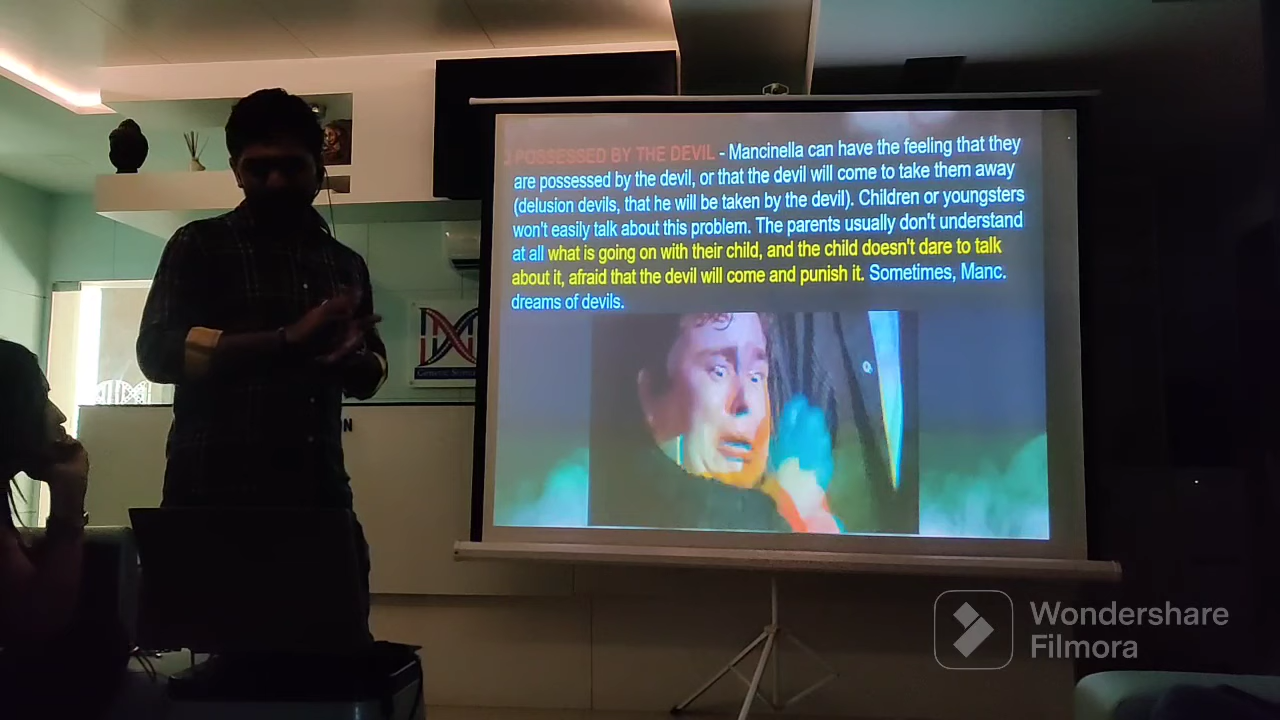 POSSESSED BY THE DEVIL - Mancinella can have the feeling that they
are possessed by the devil, or that the devil will come to take them away
(delusion devils, that he will be taken by the devil). Children or youngsters
won't easily talk about this problem. The parents usually don't understand
at all what is going on with their child, and the child doesn't dare to talk
about it, afraid that the devil will come and punish it. Sometimes, Manc.
dreams of devils.
ON
Wondershare
Filmora